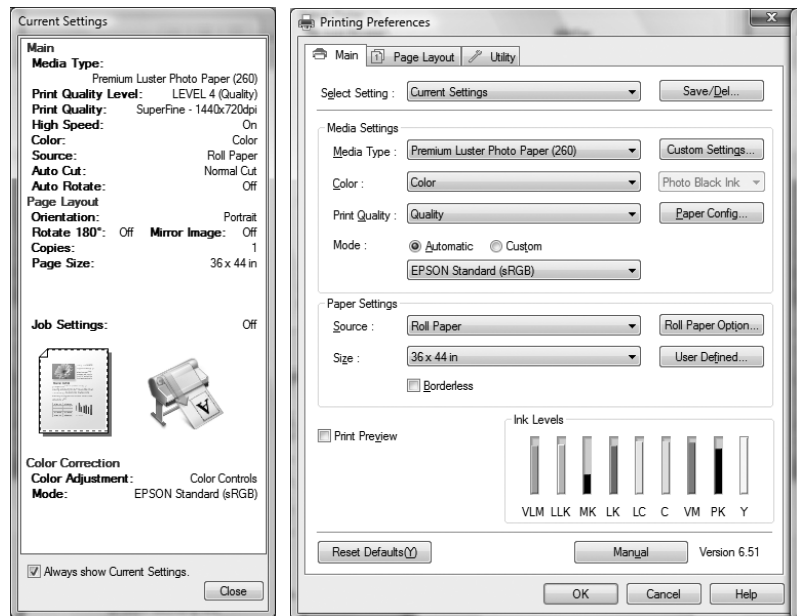 Current Settings
Main
Media Type:
Premium Luster Photo Paper (260)
Print Quality Level: LEVEL 4 (Quality)
Print Quality: SuperFine - 1440x720dpi
High Speed: On
Color: Color
Source: Roll Paper
Auto Cut: Normal Cut
Auto Rotate: Off
Page Layout
Orientation: Portrait
Rotate 180°: Off Mirror Image: Off
Copies: 1
Page Size: 36 x 44 in
Job Settings: Off
A
Color Correction
Color Adjustment: Color Controls
Mode: EPSON Standard (sRGB)
Always show Current Settings.
Close
Printing Preferences
Main Page Layout Utility
Select Setting : Current Settings Save/Del...
Media Settings
Media Type : Premium Luster Photo Paper (260) Custom Settings...
Color : Color Photo Black Ink
Print Quality : Quality Paper Config...
Mode : Automatic Custom
EPSON Standard (sRGB)
Paper Settings
Source : Roll Paper Roll Paper Option...
Size : 36 x 44 in User Defined...
Borderless
Print Preview
Ink Levels
VLM LLK MK LK LC C VM PK Y
Reset Defaults(Y) Manual Version 6.51
OK Cancel Help